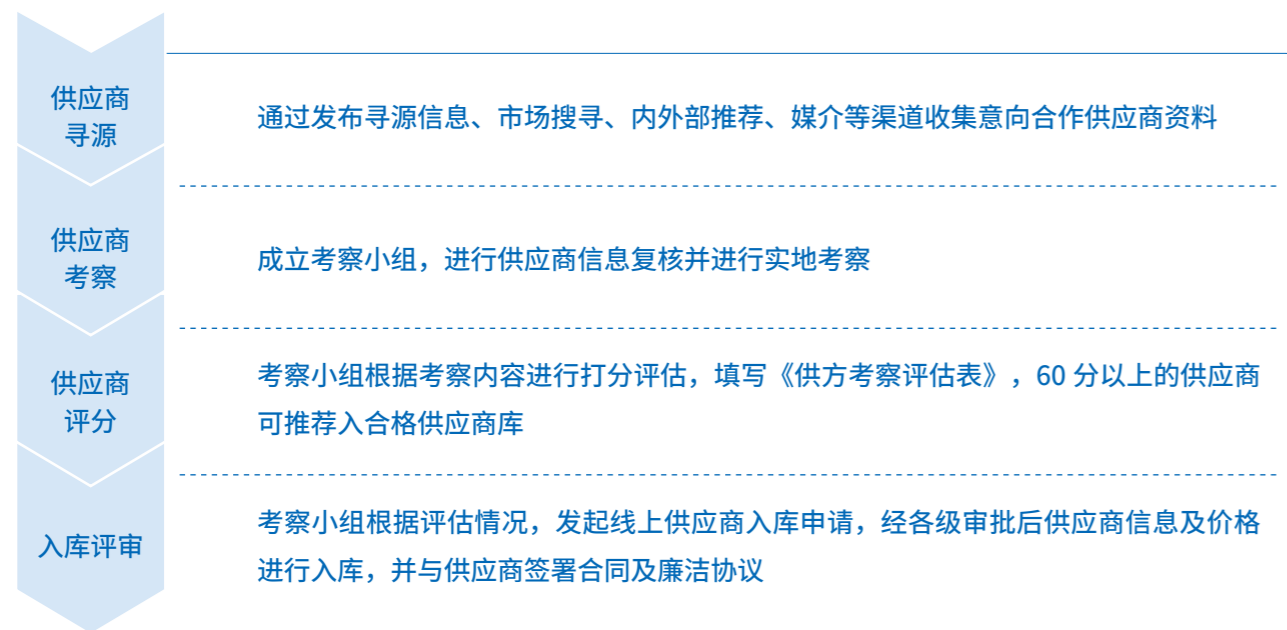 供应商
寻源
通过发布寻源信息、市场搜寻、内外部推荐、媒介等渠道收集意向合作供应商资料
供应商
考察
成立考察小组，进行供应商信息复核并进行实地考察
供应商
评分
考察小组根据考察内容进行打分评估，填写《供方考察评估表》，60 分以上的供应商
可推荐入合格供应商库
入库评审
考察小组根据评估情况，发起线上供应商入库申请，经各级审批后供应商信息及价格
进行入库，并与供应商签署合同及廉洁协议